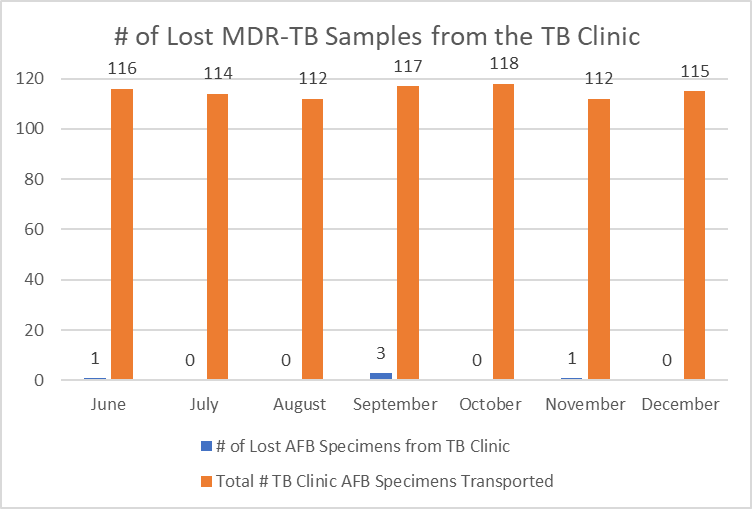 # of Lost MDR-TB Samples from the TB Clinic
120
100
80
60
40
20
0
1
116
0
114
0
112
3
117
0
118
1
112
0
115
June
July
August
September
October
November
December
# of Lost AFB Specimens from TB Clinic
Total # TB Clinic AFB Specimens Transported